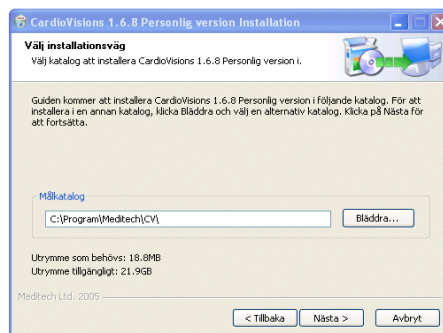 CardioVisions 1.6.8 Personlig version Installation
Välj installationsväg
Välj katalog att installera CardioVisions 1.6.8 Personlig version i.
Guiden kommer att installera CardioVisions 1.6.8 Personlig version i följande katalog. För att
installera i en annan katalog, klicka Bläddra och välj en alternativ katalog. Klicka på Nästa för
att fortsätta.
Målkatalog
C:\Program\Meditech\CV\
Bläddra...
Utrymme som behövs: 18.8MB
Utrymme tillgängligt: 21.9GB
Meditech Ltd. 2005
< Tillbaka
Nästa >
Avbryt